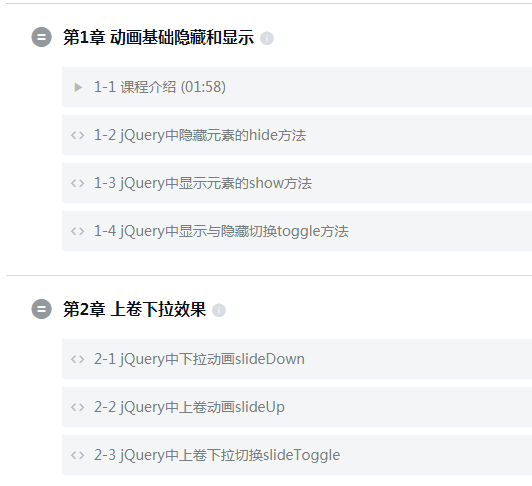 第1章 动画基础隐藏和显示
1-1 课程介绍 (01:58)
1-2 jQuery中隐藏元素的hide方法
1-3 jQuery中显示元素的show方法
1-4 jQuery中显示与隐藏切换toggle方法
第2章 上卷下拉效果
2-1 jQuery中下拉动画slideDown
2-2 jQuery中上卷动画slideUp
2-3 jQuery中上卷下拉切换slideToggle